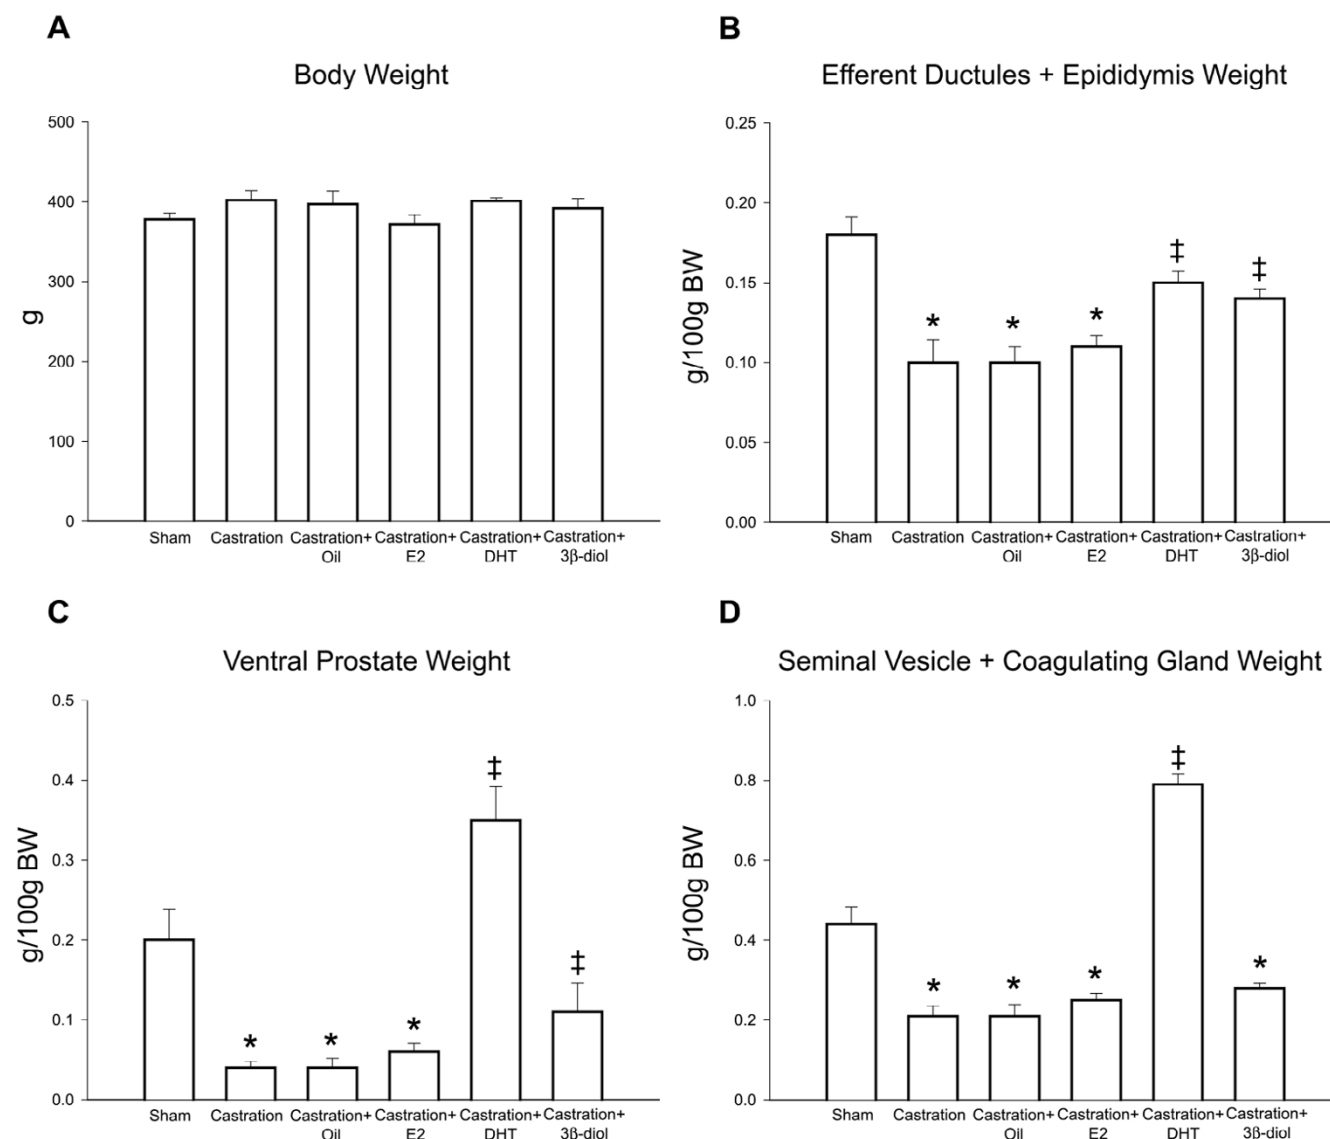 A
Body Weight
500
400
300
200
100
0
g
Sham
Castration
Castration+
Oil
Castration+
E2
Castration+
DHT
Castration+
3β-diol
B
Efferent Ductules + Epididymis Weight
0.25
0.20
0.15
0.10
0.05
0.00
g/100g BW
*
*
*
‡
‡
Sham
Castration
Castration+
Oil
Castration+
E2
Castration+
DHT
Castration+
3β-diol
C
Ventral Prostate Weight
0.5
0.4
0.3
0.2
0.1
0.0
g/100g BW
*
*
*
‡
‡
Sham
Castration
Castration+
Oil
Castration+
E2
Castration+
DHT
Castration+
3β-diol
D
Seminal Vesicle + Coagulating Gland Weight
1.0
0.8
0.6
0.4
0.2
0.0
g/100g BW
*
*
*
‡
*
Sham
Castration
Castration+
Oil
Castration+
E2
Castration+
DHT
Castration+
3β-diol